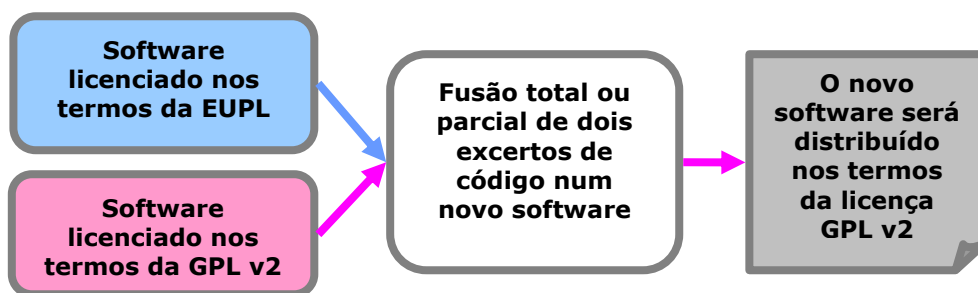 Software
licenciado nos
termos da EUPL
Software
licenciado nos
termos da GPL v2
Fusão total ou
parcial de dois
excertos de
código num
novo software
O novo
software será
distribuído
nos termos
da licença
GPL v2